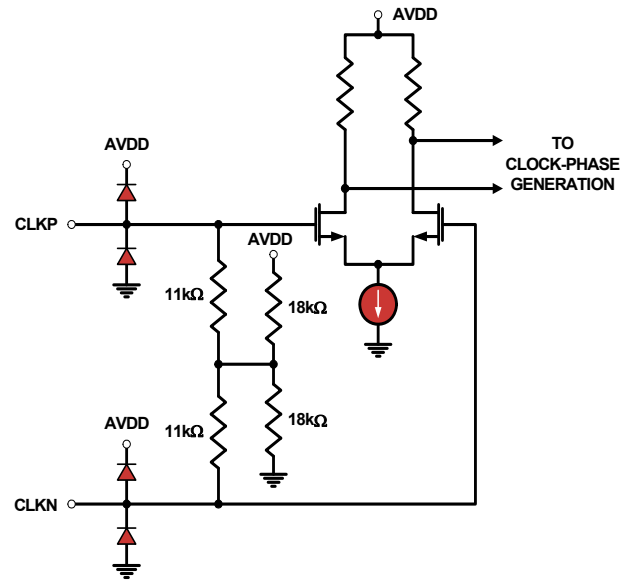 AVDD
TO
CLOCK-PHASE
GENERATION
AVDD
CLKP
AVDD
11kΩ
18kΩ
11kΩ
18kΩ
AVDD
CLKN